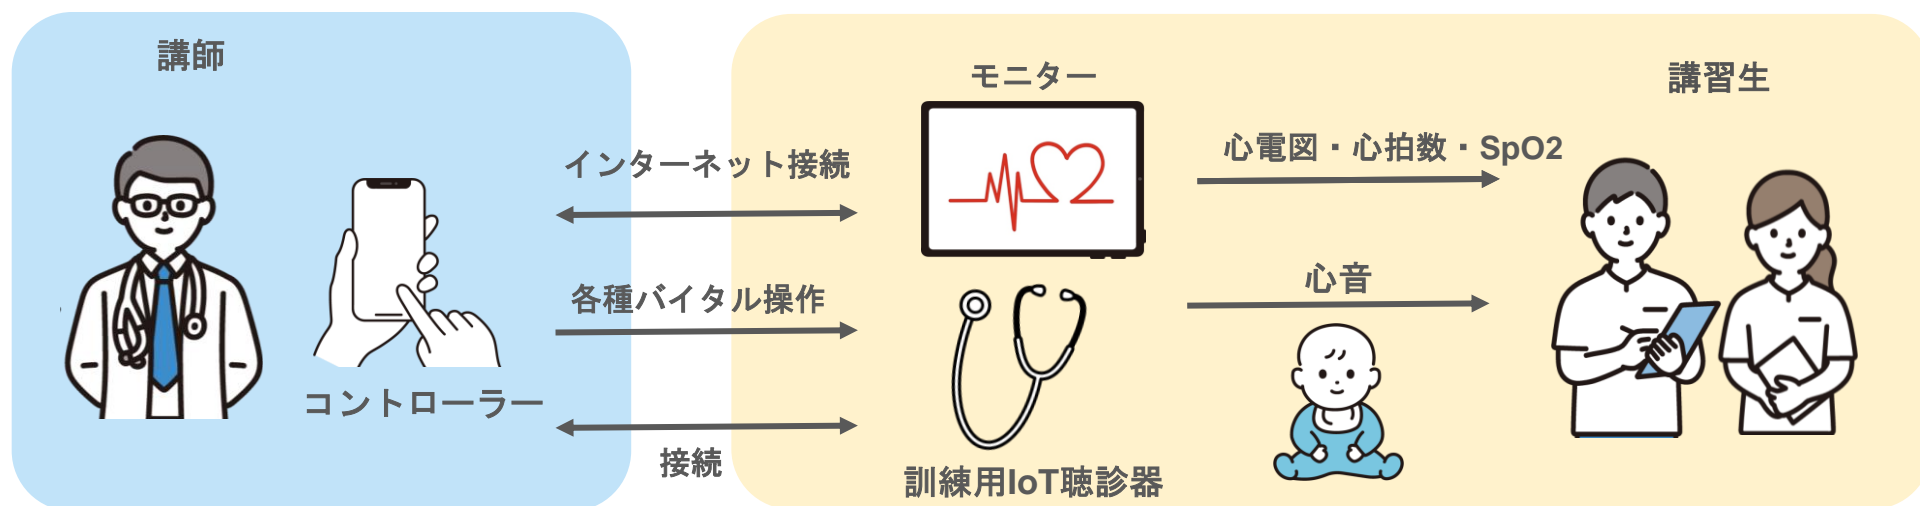 講師
コントローラー
インターネット接続
各種バイタル操作
接続
モニター
訓練用IoT聴診器
心電図・心拍数・SpO2
心音
講習生